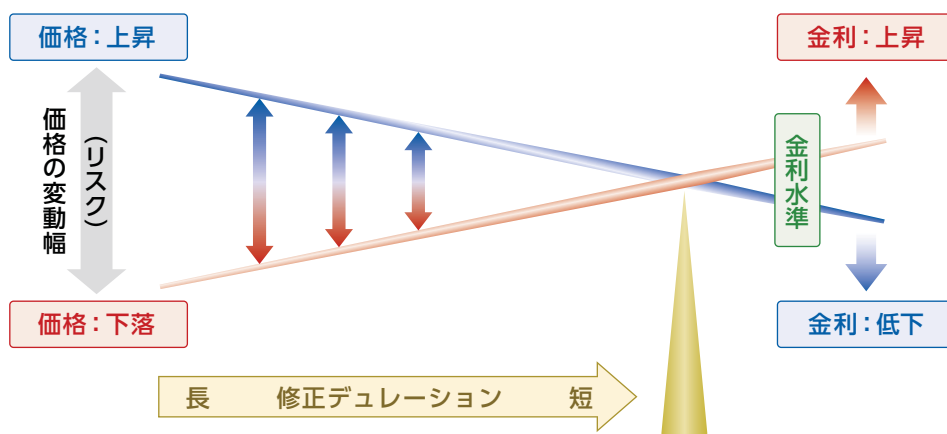 価格：上昇
金利：上昇
価格の変動幅
（リスク）
金利水準
価格：下落
金利：低下
長 修正デュレーション 短